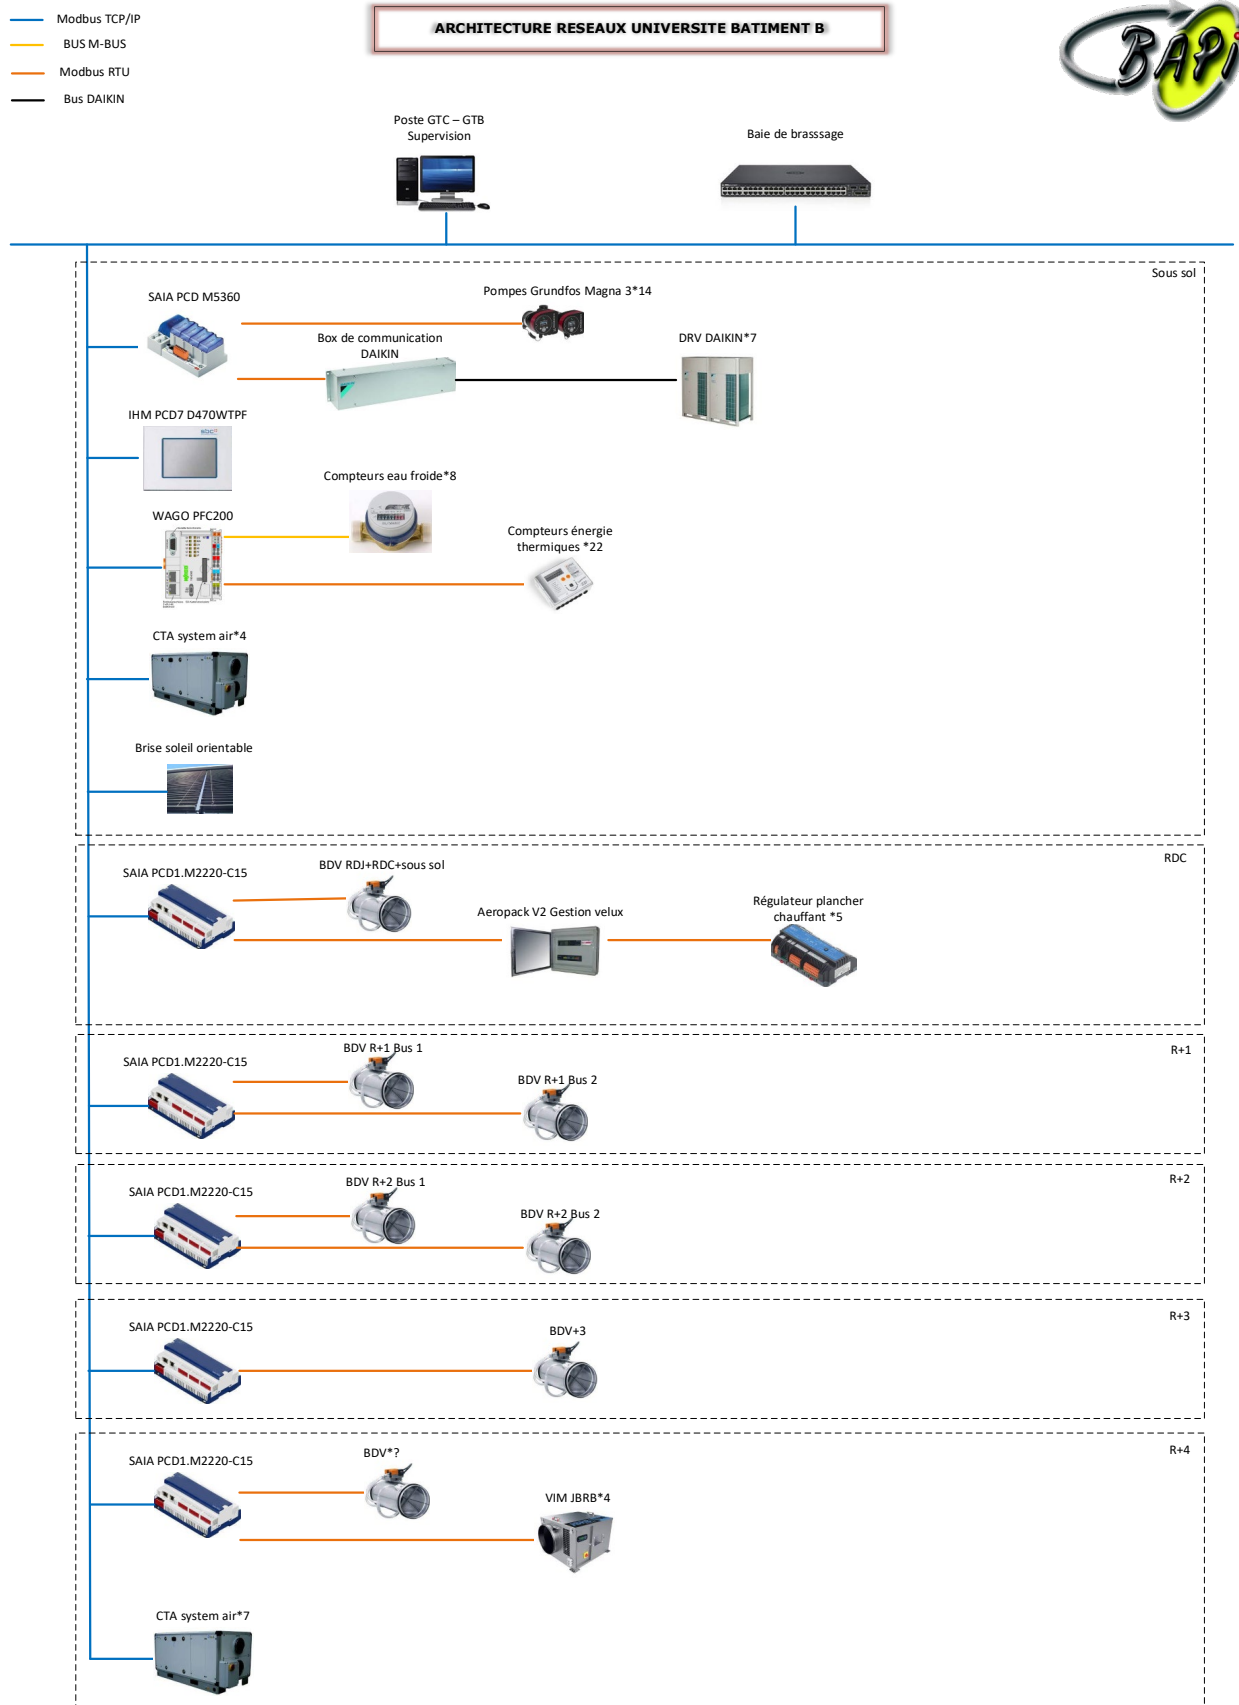 Modbus TCP/IP
BUS M-BUS
Modbus RTU
Bus DAIKIN
ARCHITECTURE RESEAUX UNIVERSITE BATIMENT B
BAPi
Poste GTC – GTB
Supervision
Baie de brasssage
Sous sol
SAIA PCD M5360
Pompes Grundfos Magna 3*14
Box de communication
DAIKIN
DRV DAIKIN*7
IHM PCD7 D470WTPF
Compteurs eau froide*8
WAGO PFC200
Compteurs énergie
thermiques *22
CTA system air*4
Brise soleil orientable
RDC
SAIA PCD1.M2220-C15
BDV RDJ+RDC+sous sol
Aeropack V2 Gestion velux
Régulateur plancher
chauffant *5
R+1
SAIA PCD1.M2220-C15
BDV R+1 Bus 1
BDV R+1 Bus 2
R+2
SAIA PCD1.M2220-C15
BDV R+2 Bus 1
BDV R+2 Bus 2
R+3
SAIA PCD1.M2220-C15
BDV+3
R+4
SAIA PCD1.M2220-C15
BDV*?
VIM JBRB*4
CTA system air*7